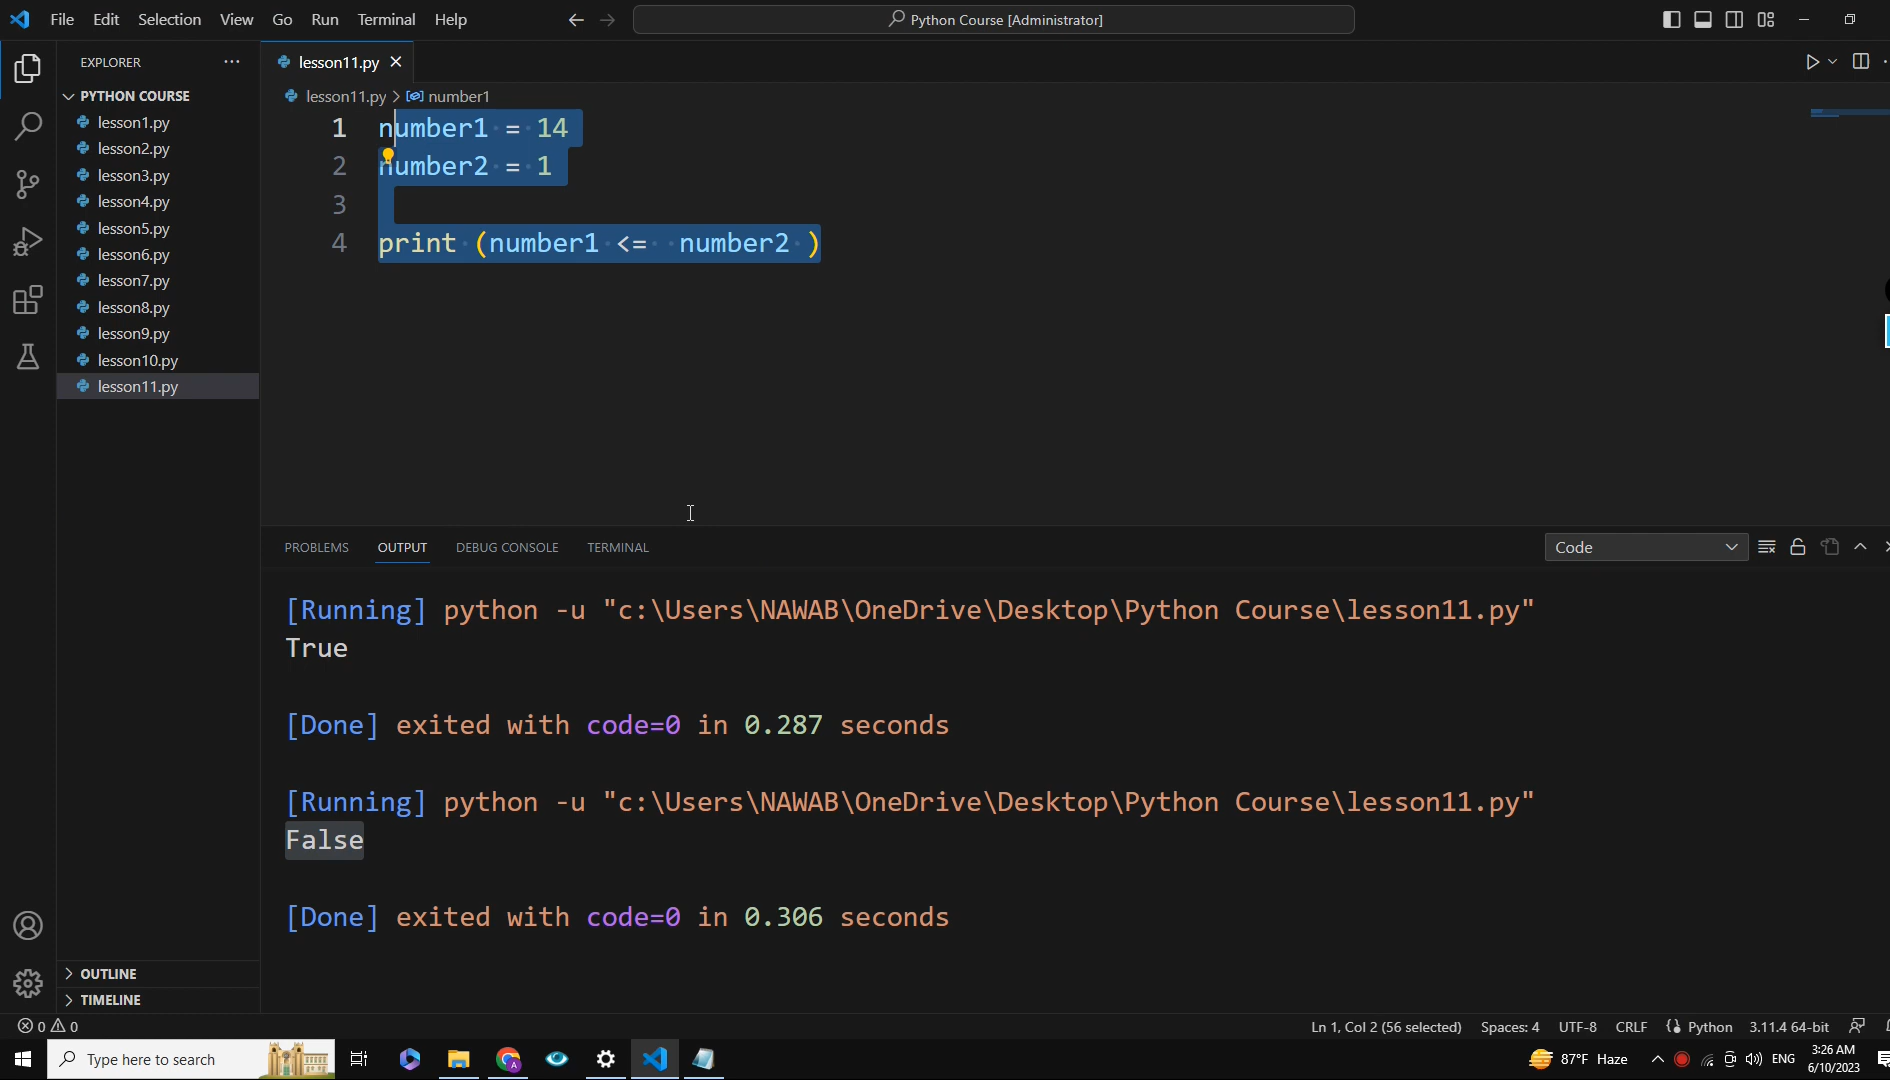 File Edit Selection View Go Run Terminal Help
Python Course [Administrator]
EXPLORER
PYTHON COURSE
lesson1.py
lesson2.py
lesson3.py
lesson4.py
lesson5.py
lesson6.py
lesson7.py
lesson8.py
lesson9.py
lesson10.py
lesson11.py
OUTLINE
TIMELINE
lesson11.py
lesson11.py > number1
1 number1 = 14
2 number2 = 1
3
4 print (number1 <=  number2 )
PROBLEMS OUTPUT DEBUG CONSOLE TERMINAL
Code
[Running] python -u "c:\Users\NAWAB\OneDrive\Desktop\Python Course\lesson11.py"
True
[Done] exited with code=0 in 0.287 seconds
[Running] python -u "c:\Users\NAWAB\OneDrive\Desktop\Python Course\lesson11.py"
False
[Done] exited with code=0 in 0.306 seconds
0 0
Ln 1, Col 2 (56 selected) Spaces: 4 UTF-8 CRLF Python 3.11.4 64-bit
Type here to search
87°F Haze
ENG
3:26 AM
6/10/2023